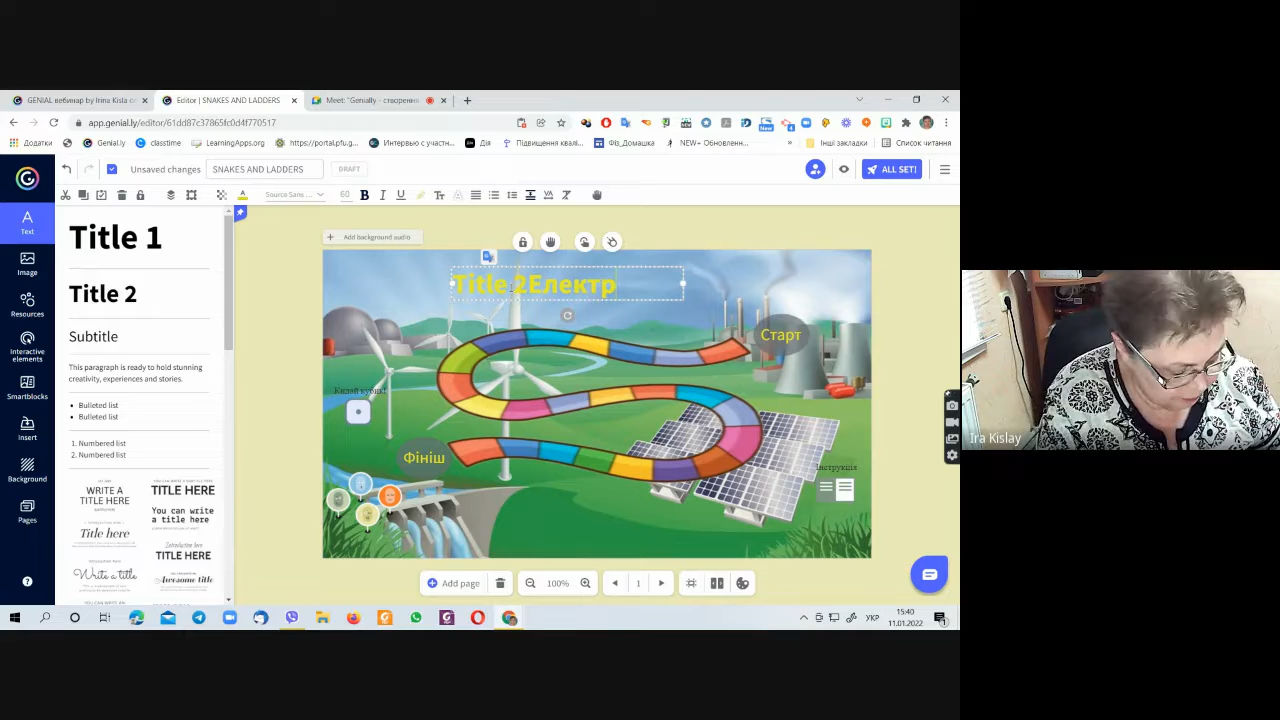 GENIAL вебинар by Irina Kisla on
Editor | SNAKES AND LADDERS
Meet: "Genially - створення
app.genial.ly/editor/61dd87c37865fc0d4f770517
Додатки
Genial.ly
classtime
LearningApps.org
https://portal.pfu.g...
Интервью с участн...
Дія
Підвищення квалі...
Фіз_Домашка
NEW+ Обновленн...
»
Інші закладки
Список читання
Unsaved changes
SNAKES AND LADDERS
DRAFT
ALL SET!
Source Sans ...
60
Text
Image
Resources
Interactive
elements
Smartblocks
Insert
Background
Pages
Title 1
Title 2
Subtitle
This paragraph is ready to hold stunning
creativity, experiences and stories.
• Bulleted list
• Bulleted list
1. Numbered list
2. Numbered list
WRITE A
TITLE HERE
Title here
Write a title
TITLE HERE
You can write
a title here
TITLE HERE
Awesome title
Add background audio
Title 2Електр
Старт
Кидай кубик!
Фініш
Інструкція
Add page
100%
1
УКР
15:40
11.01.2022
Ira Kislay